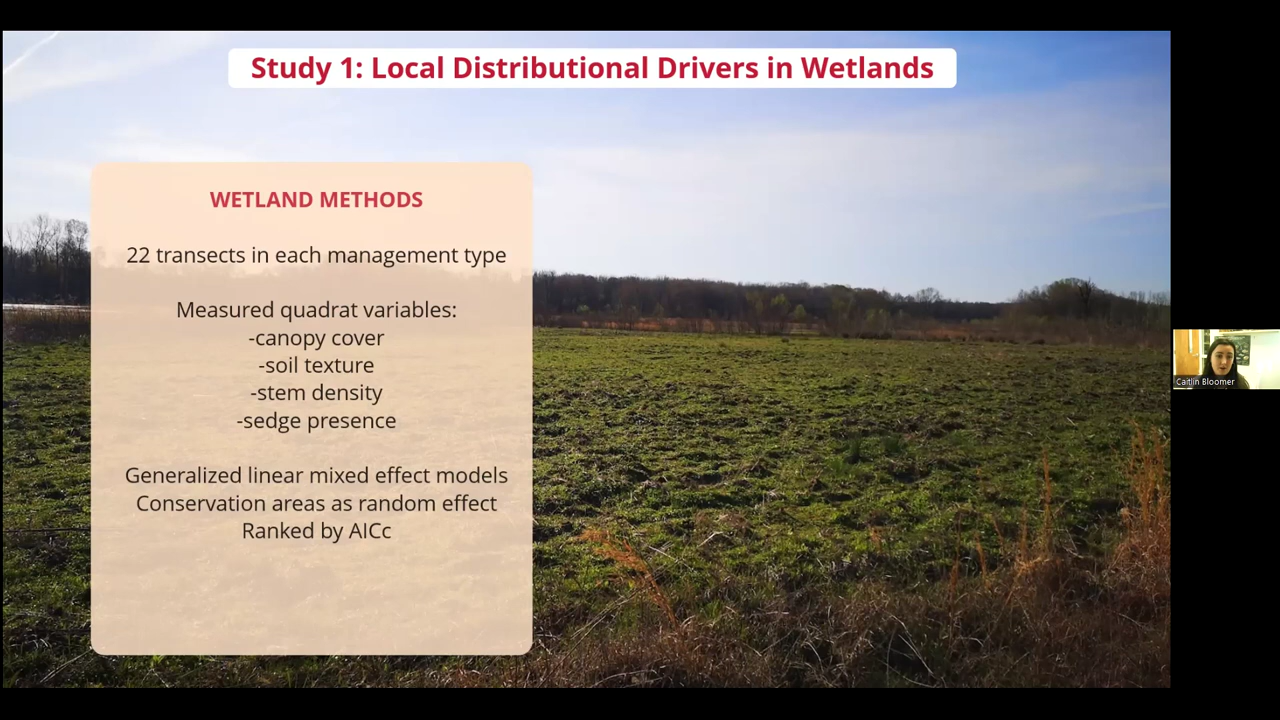 Study 1: Local Distributional Drivers in Wetlands
WETLAND METHODS
22 transects in each management type
Measured quadrat variables:
-canopy cover
-soil texture
-stem density
-sedge presence
Generalized linear mixed effect models
Conservation areas as random effect
Ranked by AICc
Caitlin Bloomer